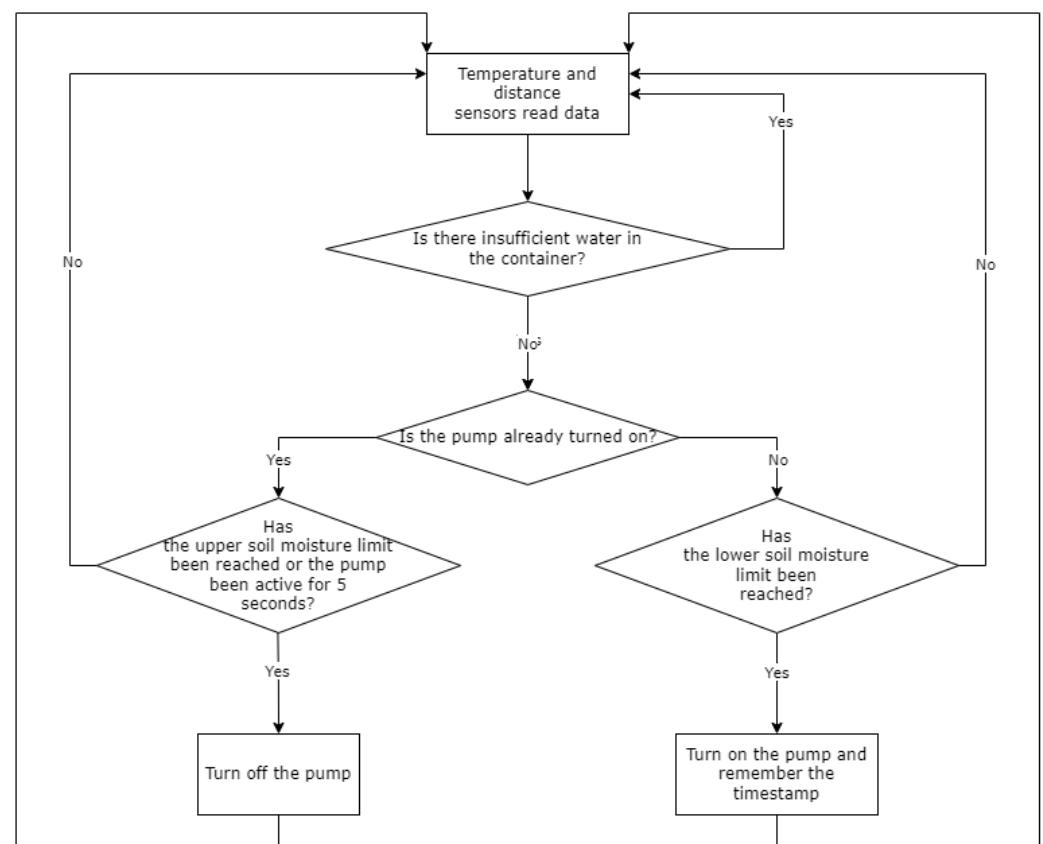 Temperature and
distance
sensors read data
Yes
Is there insufficient water in
the container?
No
No
No
Is the pump already turned on?
Yes
No
Has
the upper soil moisture limit
been reached or the pump
been active for 5
seconds?
Has
the lower soil moisture
limit been
reached?
Yes
Yes
Turn off the pump
Turn on the pump and
remember the
timestamp